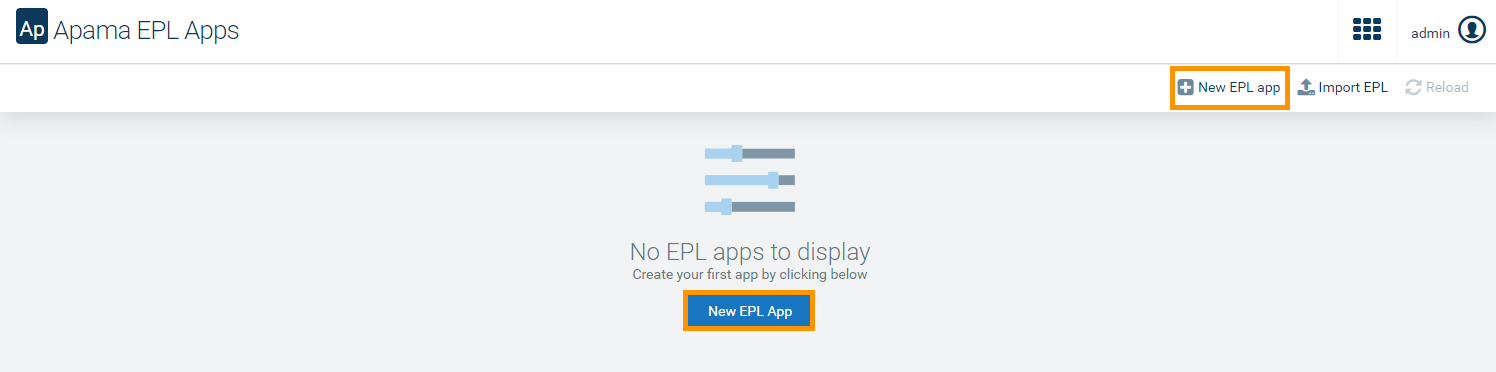 Ap Apama EPL Apps
admin
New EPL app Import EPL Reload
No EPL apps to display
Create your first app by clicking below
New EPL App